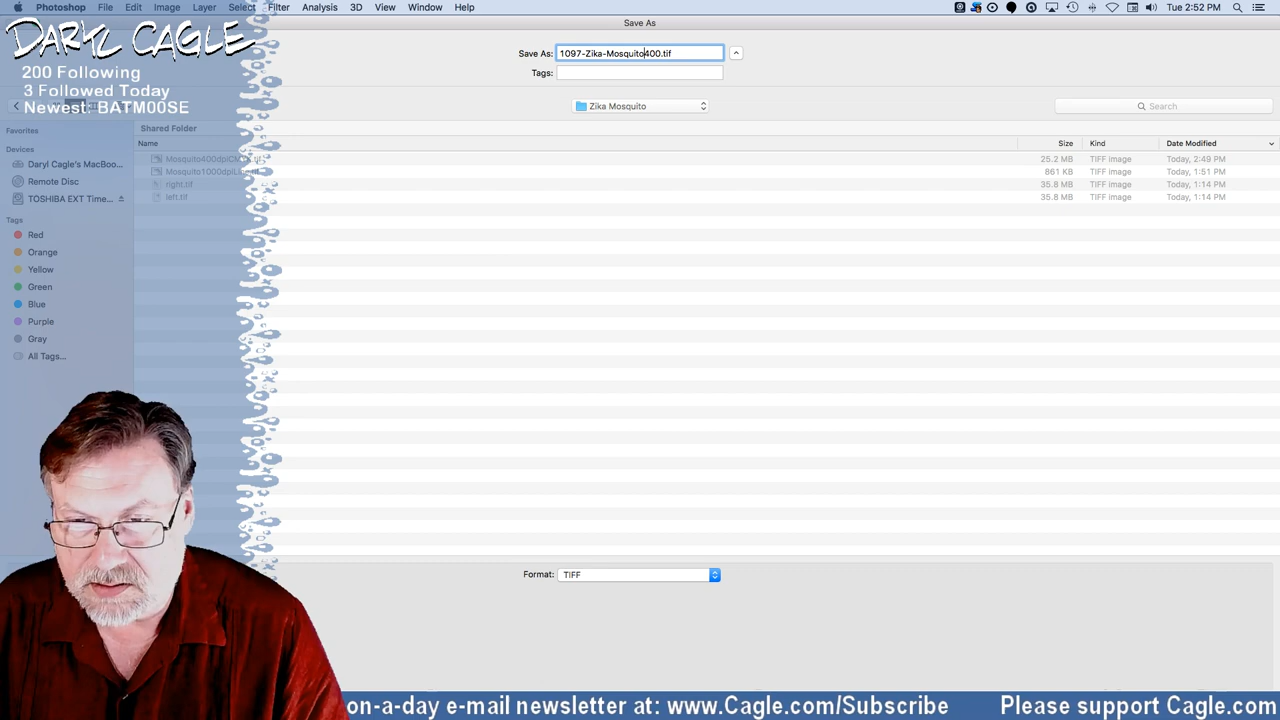 Photoshop File Edit Image Layer Select Filter Analysis 3D View Window Help Tue 2:52 PM
Save As
DARYL CAGLE
200 Following
3 Followed Today
Newest: BATM00SE
Save As: 1097-Zika-Mosquito400.tif
Tags:
Zika Mosquito
Search
Favorites
Devices
Daryl Cagle's MacBoo...
Remote Disc
TOSHIBA EXT Time...
Tags
Red
Orange
Yellow
Green
Blue
Purple
Gray
All Tags...
Shared Folder
Name Size Kind Date Modified
25.2 MB TIFF image Today, 2:49 PM
TIFF image Today, 1:51 PM
right.tif 35.8 MB TIFF image Today, 1:14 PM
left.tif TIFF image Today, 1:14 PM
Format: TIFF
on-a-day e-mail newsletter at www.Cagle.com/Subscribe Please support Cagle.com